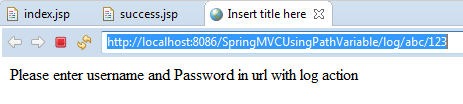 index.jsp success.jsp Insert title here
http://localhost:8086/SpringMVCUsingPathVariable/log/abc/123
Please enter username and Password in url with log action